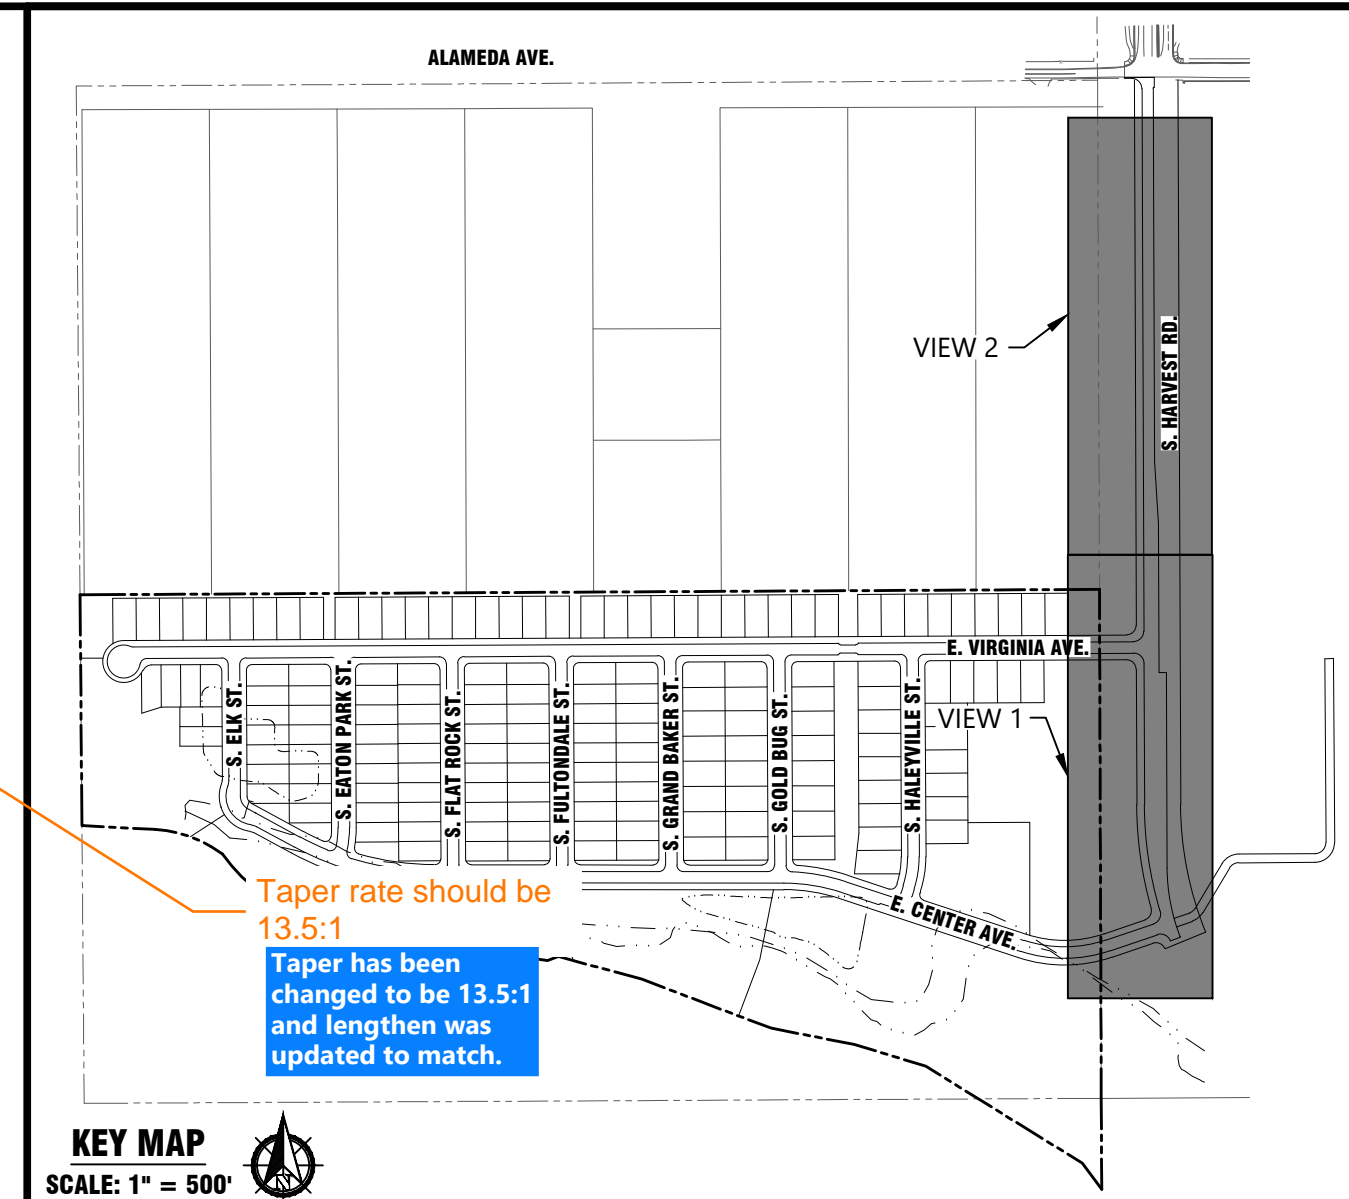 ALAMEDA AVE.
VIEW 2
S. HARVEST RD.
E. VIRGINIA AVE.
S. ELK ST.
S. EATON PARK ST.
S. FLAT ROCK ST.
S. FULTONDALE ST.
S. GRAND BAKER ST.
S. GOLD BUG ST.
S. HALEYVILLE ST.
VIEW 1
E. CENTER AVE.
Taper rate should be
13.5:1
Taper has been
changed to be 13.5:1
and lengthen was
updated to match.
KEY MAP
N
SCALE: 1" = 500'